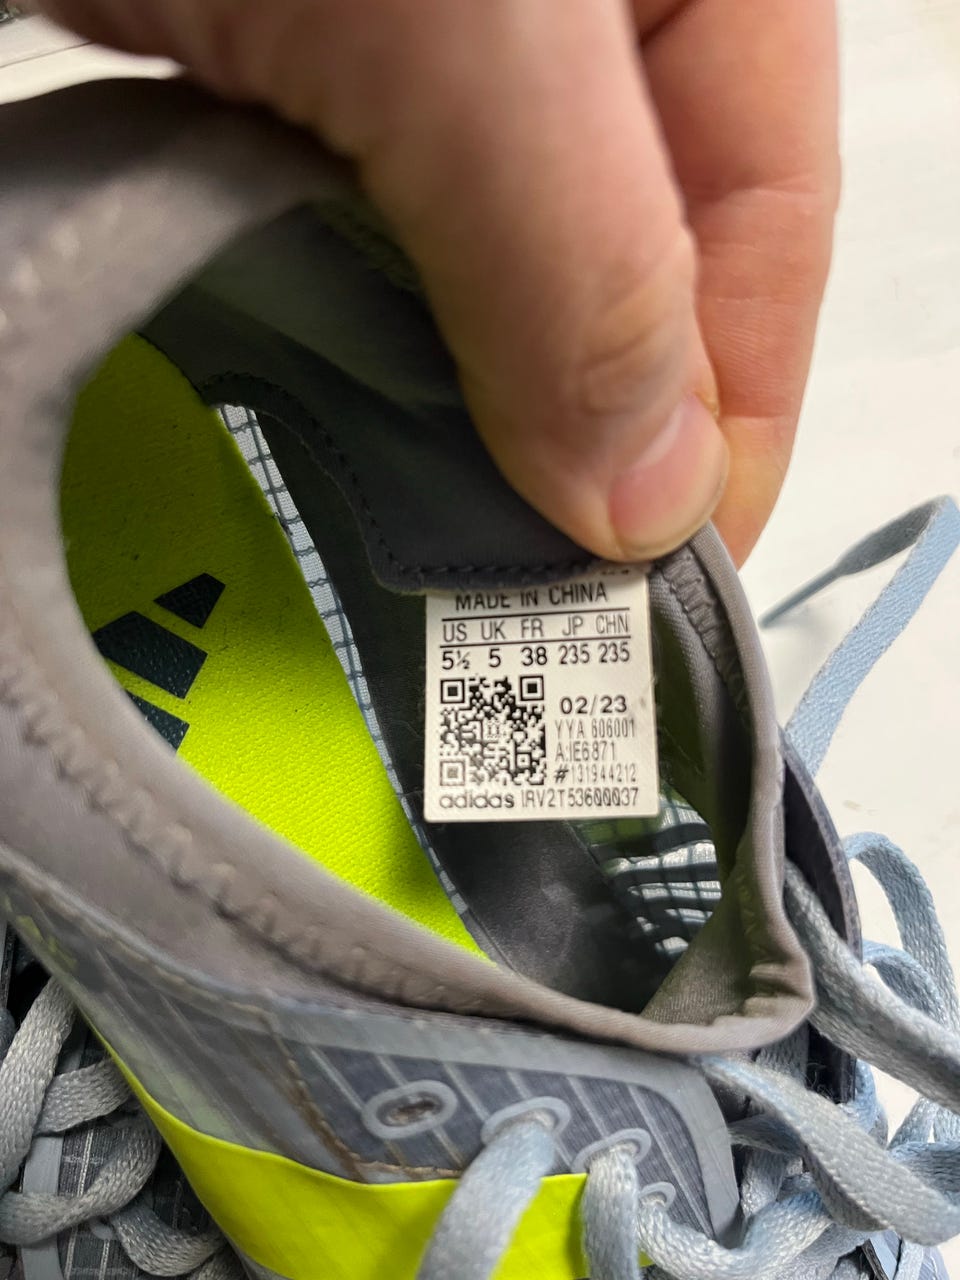 MADE IN CHINA
US UK FR JP CHN
5½ 5 38 235 235
02/23
YYA 606001
A:IE6871
#131944212
adidas 1RV2T53600037